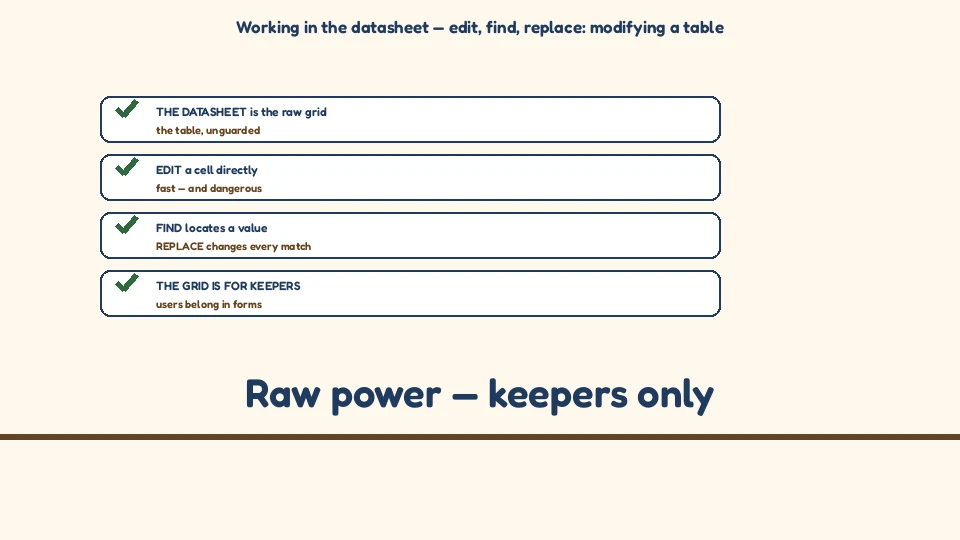 Working in the datasheet — edit, find, replace: modifying a table
THE DATASHEET is the raw grid
the table, unguarded
EDIT a cell directly
fast — and dangerous
FIND locates a value
REPLACE changes every match
THE GRID IS FOR KEEPERS
users belong in forms
Raw power — keepers only